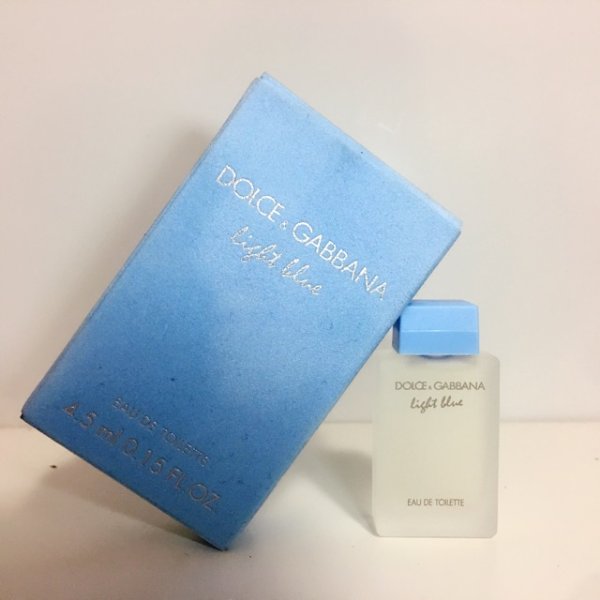 DOLCE & GABBANA
light blue
EAU DE TOILETTE
4.5 ml 0.15 FL.OZ
DOLCE & GABBANA
light blue
EAU DE TOILETTE